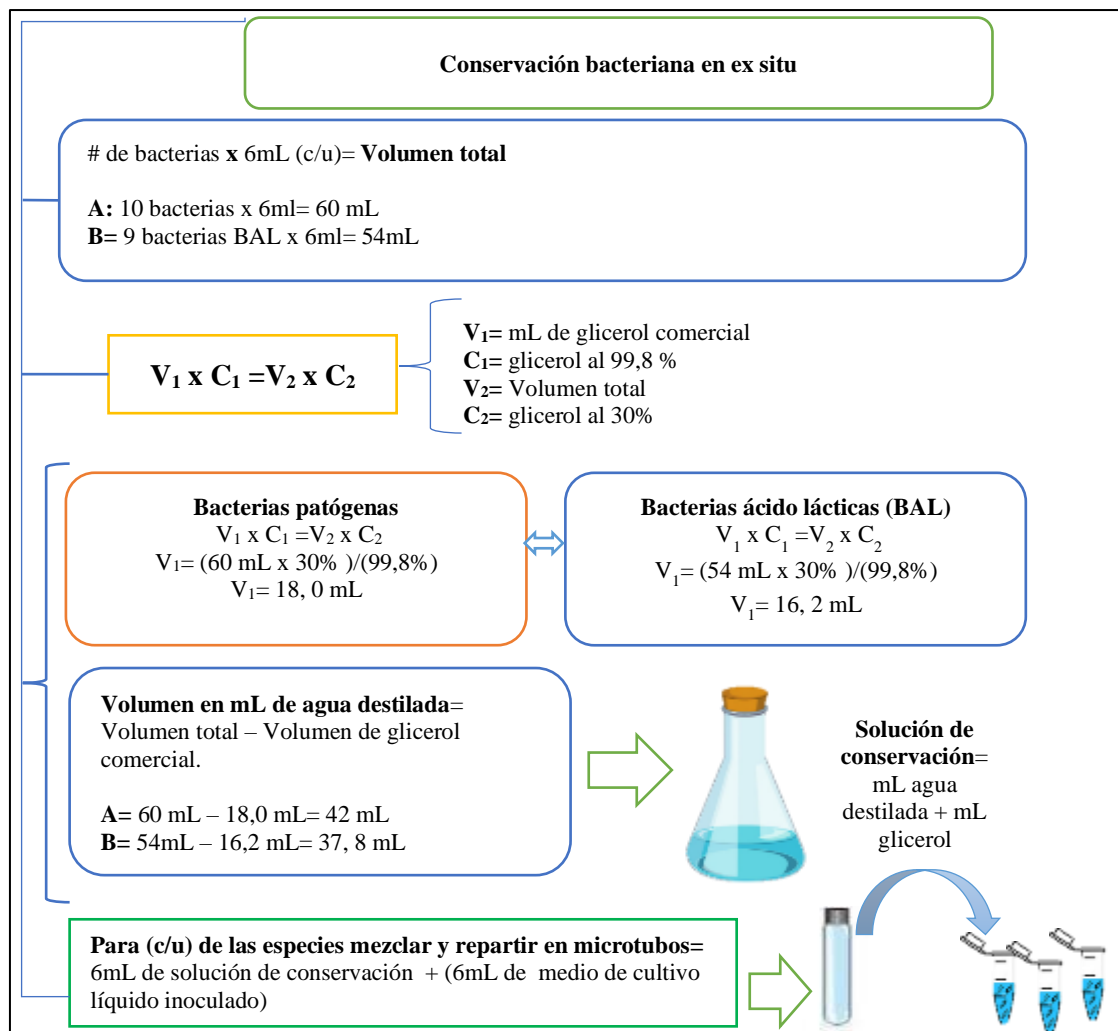 Conservación bacteriana en ex situ
# de bacterias x 6mL (c/u)= Volumen total
A: 10 bacterias x 6ml= 60 mL
B= 9 bacterias BAL x 6ml= 54mL
V₁ x C₁ =V₂ x C₂
V₁= mL de glicerol comercial
C₁= glicerol al 99,8 %
V₂= Volumen total
C₂= glicerol al 30%
Bacterias patógenas
V₁ x C₁ =V₂ x C₂
V₁= (60 mL x 30% )/(99,8%)
V₁= 18, 0 mL
Bacterias ácido lácticas (BAL)
V₁ x C₁ =V₂ x C₂
V₁= (54 mL x 30% )/(99,8%)
V₁= 16, 2 mL
Volumen en mL de agua destilada=
Volumen total – Volumen de glicerol
comercial.
A= 60 mL – 18,0 mL= 42 mL
B= 54mL – 16,2 mL= 37, 8 mL
Solución de
conservación=
mL agua
destilada + mL
glicerol
Para (c/u) de las especies mezclar y repartir en microtubos=
6mL de solución de conservación + (6mL de medio de cultivo
líquido inoculado)